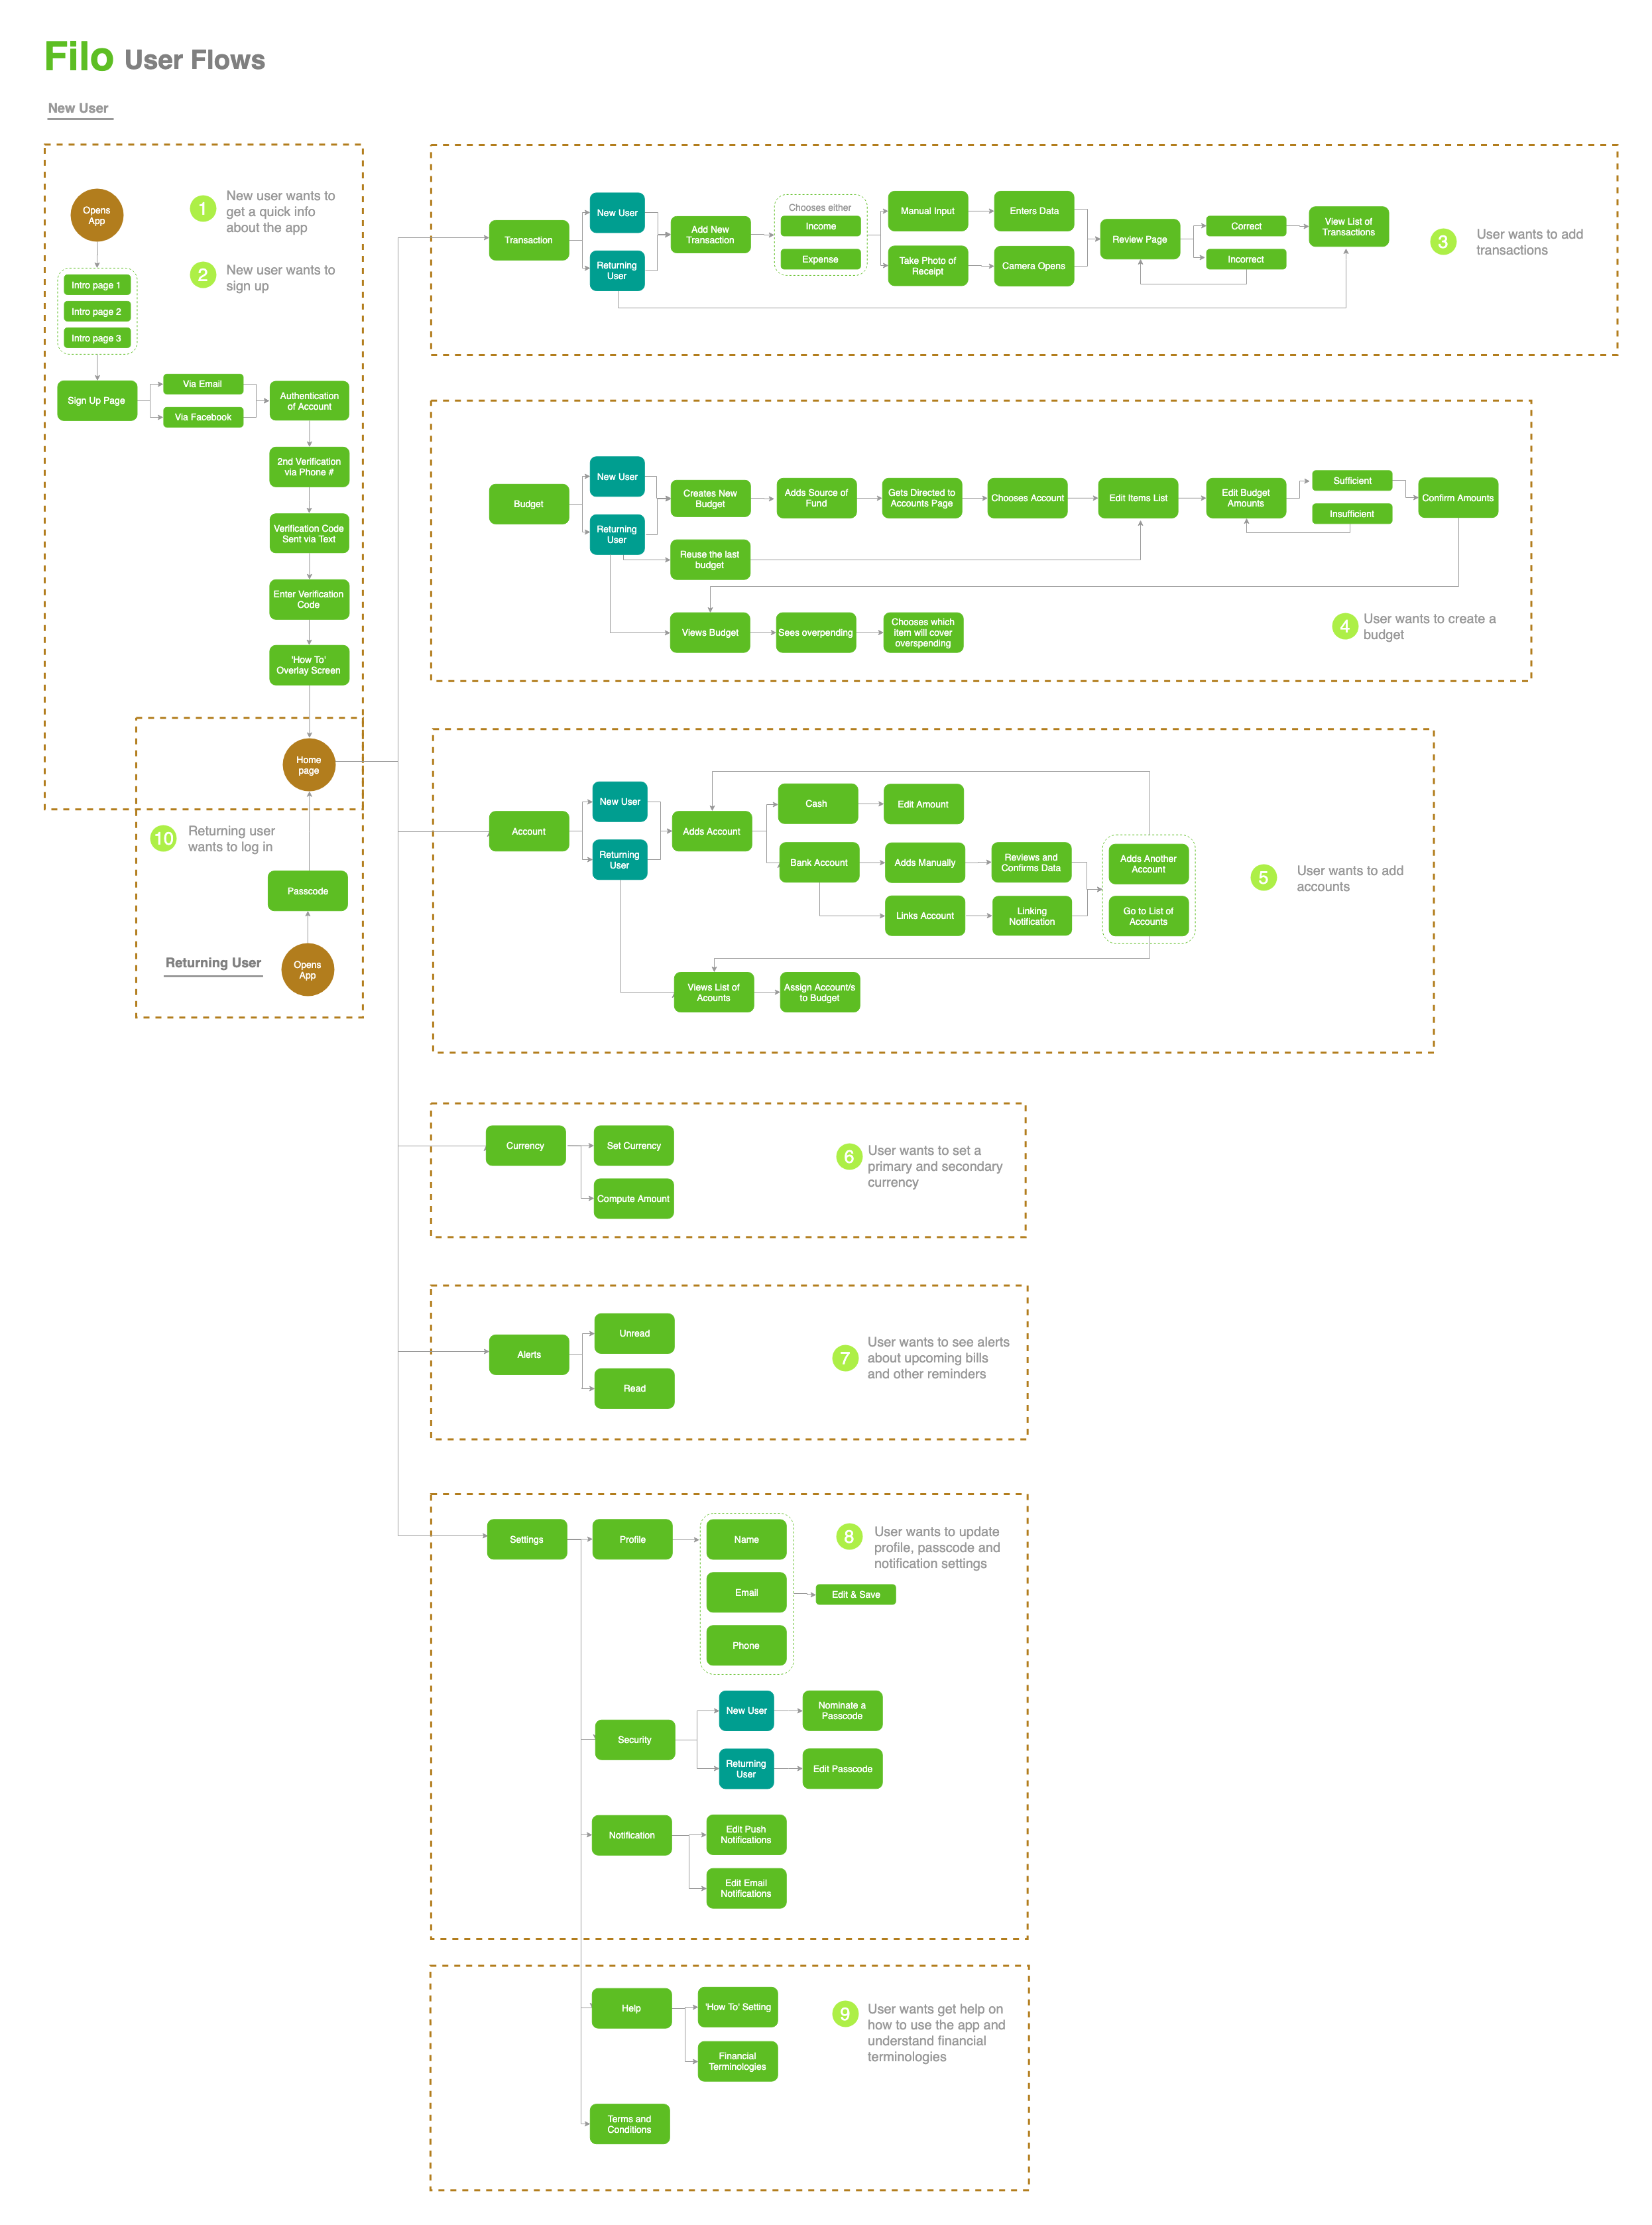 Filo User Flows
New User
Opens
App
1
New user wants to
get a quick info
about the app
2
New user wants to
sign up
Intro page 1
Intro page 2
Intro page 3
Sign Up Page
Via Email
Via Facebook
Authentication
of Account
2nd Verification
via Phone #
Verification Code
Sent via Text
Enter Verification
Code
'How To'
Overlay Screen
Home
page
10
Returning user
wants to log in
Passcode
Returning User
Opens
App
Transaction
New User
Returning
User
Add New
Transaction
Chooses either
Income
Expense
Manual Input
Take Photo of
Receipt
Enters Data
Camera Opens
Review Page
Correct
Incorrect
View List of
Transactions
3
User wants to add
transactions
Budget
New User
Returning
User
Creates New
Budget
Adds Source of
Fund
Gets Directed to
Accounts Page
Chooses Account
Edit Items List
Edit Budget
Amounts
Sufficient
Insufficient
Confirm Amounts
Reuse the last
budget
Views Budget
Sees overpending
Chooses which
item will cover
overspending
4
User wants to create a
budget
Account
New User
Returning
User
Adds Account
Cash
Edit Amount
Bank Account
Adds Manually
Reviews and
Confirms Data
Links Account
Linking
Notification
Adds Another
Account
Go to List of
Accounts
Views List of
Acounts
Assign Account/s
to Budget
5
User wants to add
accounts
Currency
Set Currency
Compute Amount
6
User wants to set a
primary and secondary
currency
Alerts
Unread
Read
7
User wants to see alerts
about upcoming bills
and other reminders
Settings
Profile
Name
Email
Phone
Edit & Save
8
User wants to update
profile, passcode and
notification settings
Security
New User
Nominate a
Passcode
Returning
User
Edit Passcode
Notification
Edit Push
Notifications
Edit Email
Notifications
Help
'How To' Setting
Financial
Terminologies
9
User wants get help on
how to use the app and
understand financial
terminologies
Terms and
Conditions